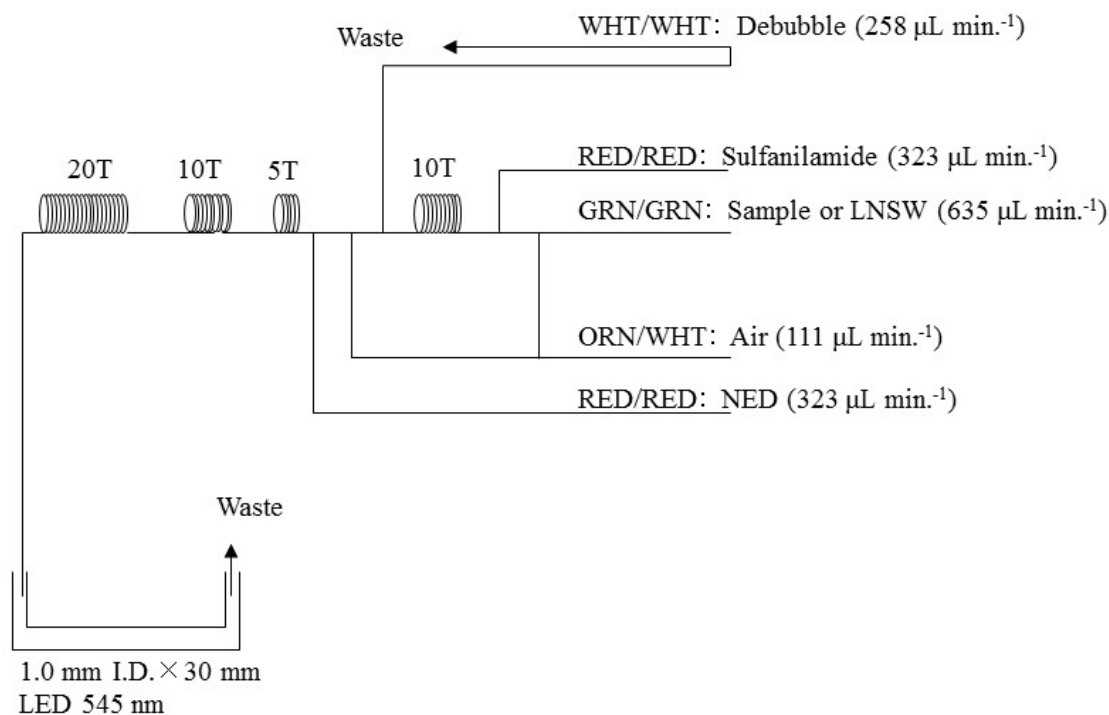 WHT/WHT: Debubble (258 μL min.-1)
Waste
RED/RED: Sulfanilamide (323 μL min.-1)
20T 10T 5T 10T
GRN/GRN: Sample or LNSW (635 μL min.-1)
ORN/WHT: Air (111 μL min.-1)
RED/RED: NED (323 μL min.-1)
Waste
1.0 mm I.D.×30 mm
LED 545 nm